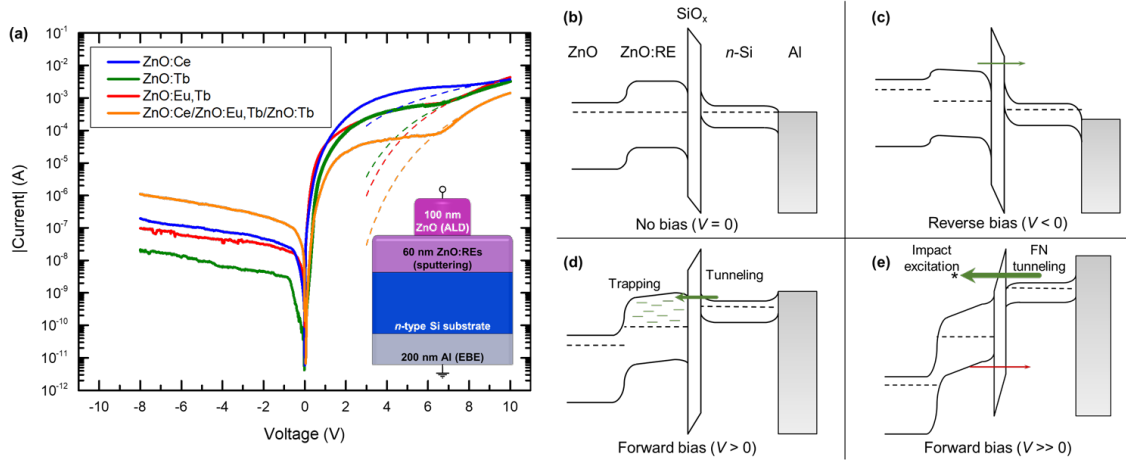 (a)
|Current| (A)
10⁻¹
10⁻²
10⁻³
10⁻⁴
10⁻⁵
10⁻⁶
10⁻⁷
10⁻⁸
10⁻⁹
10⁻¹⁰
10⁻¹¹
10⁻¹²
ZnO:Ce
ZnO:Tb
ZnO:Eu,Tb
ZnO:Ce/ZnO:Eu,Tb/ZnO:Tb
100 nm
ZnO (ALD)
60 nm ZnO:REs
(sputtering)
n-type Si substrate
200 nm Al (EBE)
-10 -8 -6 -4 -2 0 2 4 6 8 10
Voltage (V)
(b)
SiOₓ
ZnO ZnO:RE n-Si Al
No bias (V = 0)
(c)
Reverse bias (V < 0)
(d)
Trapping
Tunneling
Forward bias (V > 0)
(e)
Impact
excitation
*
FN
tunneling
Forward bias (V >> 0)